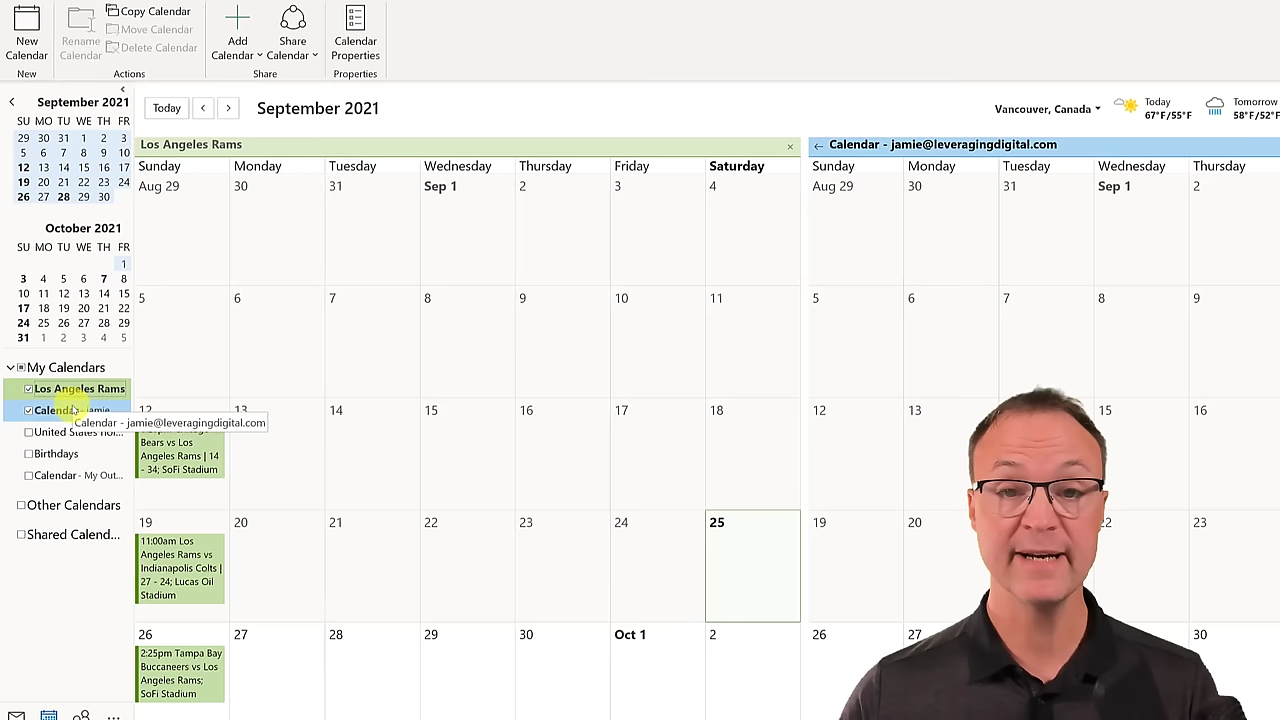 New
Calendar
New
Rename
Calendar
Copy Calendar
Move Calendar
Delete Calendar
Actions
Add
Calendar
Share
Calendar
Share
Calendar
Properties
Properties
September 2021
SU MO TU WE TH FR
29 30 31 1 2 3
5 6 7 8 9 10
12 13 14 15 16 17
19 20 21 22 23 24
26 27 28 29 30
October 2021
SU MO TU WE TH FR
1
3 4 5 6 7 8
10 11 12 13 14 15
17 18 19 20 21 22
24 25 26 27 28 29
31 1 2 3 4 5
My Calendars
Los Angeles Rams
Calendar - jamie
Calendar - jamie@leveragingdigital.com
United States hol...
Birthdays
Calendar - My Out...
Other Calendars
Shared Calend...
Today
September 2021
Vancouver, Canada
Today
67°F/55°F
Tomorrow
58°F/52°F
Los Angeles Rams
Sunday Monday Tuesday Wednesday Thursday Friday Saturday
Aug 29 30 31 Sep 1 2 3 4
5 6 7 8 9 10 11
12 13 14 15 16 17 18
Bears vs Los
Angeles Rams | 14
- 34; SoFi Stadium
19 20 21 22 23 24 25
11:00am Los
Angeles Rams vs
Indianapolis Colts |
27 - 24; Lucas Oil
Stadium
26 27 28 29 30 Oct 1 2
2:25pm Tampa Bay
Buccaneers vs Los
Angeles Rams;
SoFi Stadium
Calendar - jamie@leveragingdigital.com
Sunday Monday Tuesday Wednesday Thursday
Aug 29 30 31 Sep 1 2
5 6 7 8 9
12 13 15 16
19 20 22 23
26 27 30